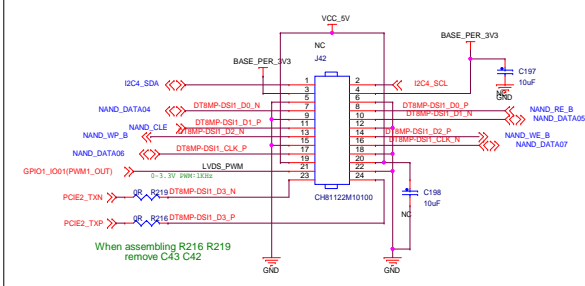 VCC_5V
NC
J42
BASE_PER_3V3
BASE_PER_3V3
C197
10uF
NC
GND
I2C4_SDA
1
2
I2C4_SCL
3
4
5
6
NAND_DATA04
DT8MP-DSI1_D0_N
7
8
DT8MP-DSI1_D0_P
NAND_RE_B
9
10
DT8MP-DSI1_D1_N
NAND_DATA05
NAND_CLE
DT8MP-DSI1_D1_P
11
12
NAND_WP_B
DT8MP-DSI1_D2_N
13
14
DT8MP-DSI1_D2_P
NAND_WE_B
15
16
DT8MP-DSI1_CLK_N
NAND_DATA07
NAND_DATA06
DT8MP-DSI1_CLK_P
17
18
19
20
GPIO1_IO01(PWM1_OUT)
LVDS_PWM
21
22
0-3.3V PWM:1KHz
23
24
PCIE2_TXN
0R R219
DT8MP-DSI1_D3_N
CH81122M10100
C198
10uF
NC
PCIE2_TXP
0R R216
DT8MP-DSI1_D3_P
When assembling R216 R219
remove C43 C42
GND
GND